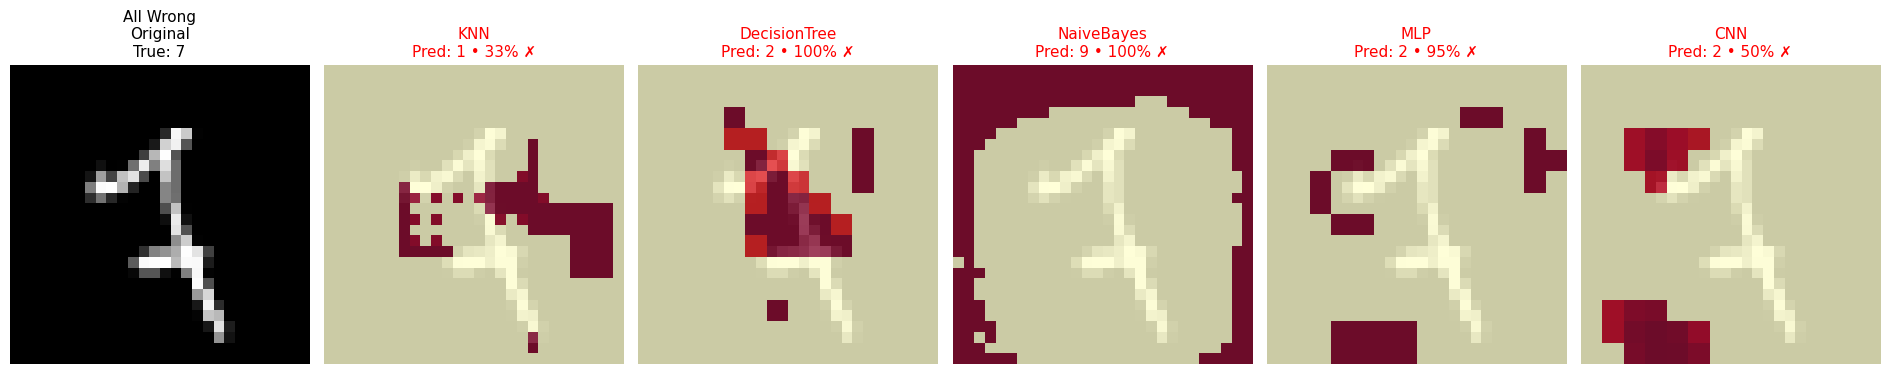 All Wrong
Original
True: 7
KNN
Pred: 1 • 33% ✗
DecisionTree
Pred: 2 • 100% ✗
NaiveBayes
Pred: 9 • 100% ✗
MLP
Pred: 2 • 95% ✗
CNN
Pred: 2 • 50% ✗